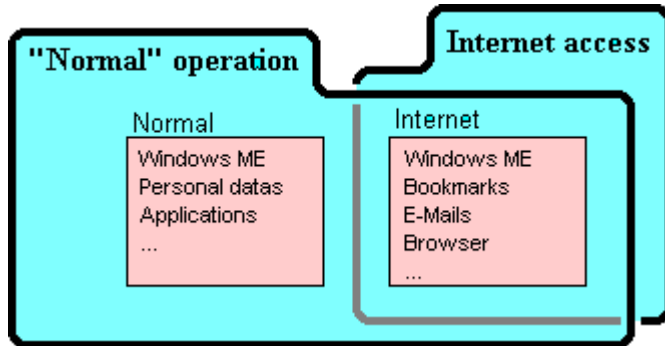 "Normal" operation
Internet access
Normal
Windows ME
Personal datas
Applications
...
Internet
Windows ME
Bookmarks
E-Mails
Browser
...